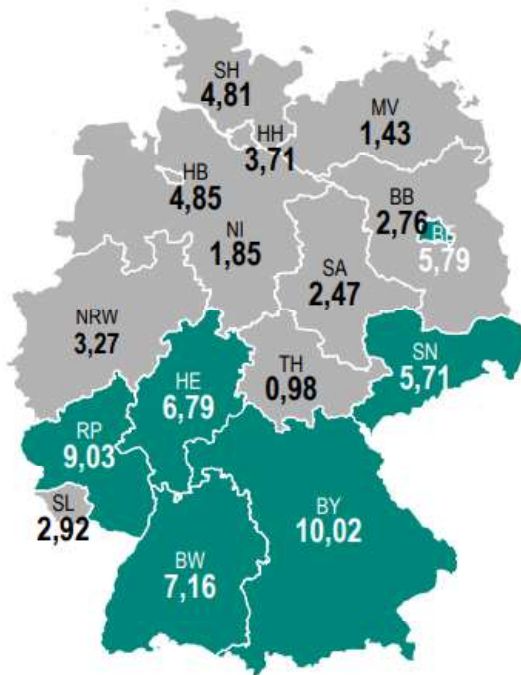 SH
4,81
MV
1,43
HH
3,71
HB
4,85
BB
2,76
BE
5,79
NI
1,85
SA
2,47
NRW
3,27
SN
5,71
HE
6,79
TH
0,98
RP
9,03
SL
2,92
BY
10,02
BW
7,16